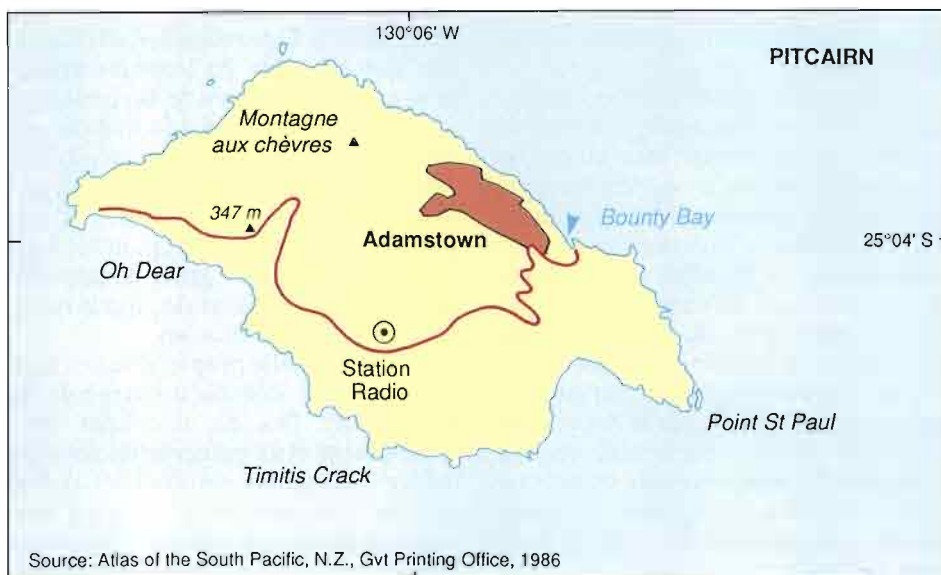 130°06' W
PITCAIRN
Montagne
aux chèvres
347 m
Bounty Bay
Adamstown
25°04' S
Oh Dear
Station
Radio
Point St Paul
Timitis Crack
Source: Atlas of the South Pacific, N.Z., Gvt Printing Office, 1986